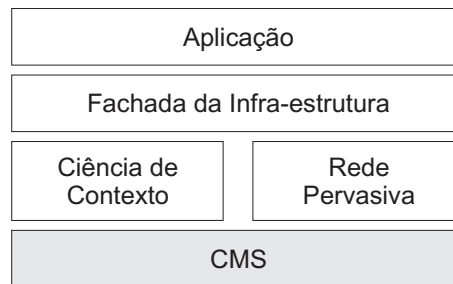 Aplicação
Fachada da Infra-estrutura
Ciência de
Contexto
Rede
Pervasiva
CMS